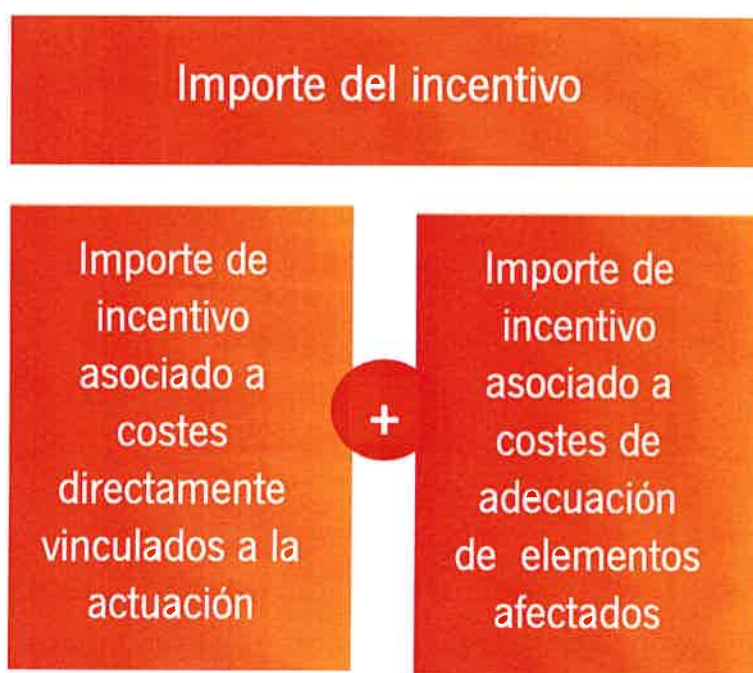 Importe del incentivo
Importe de
incentivo
asociado a
costes
directamente
vinculados a la
actuación
+
Importe de
incentivo
asociado a
costes de
adecuación
de elementos
afectados